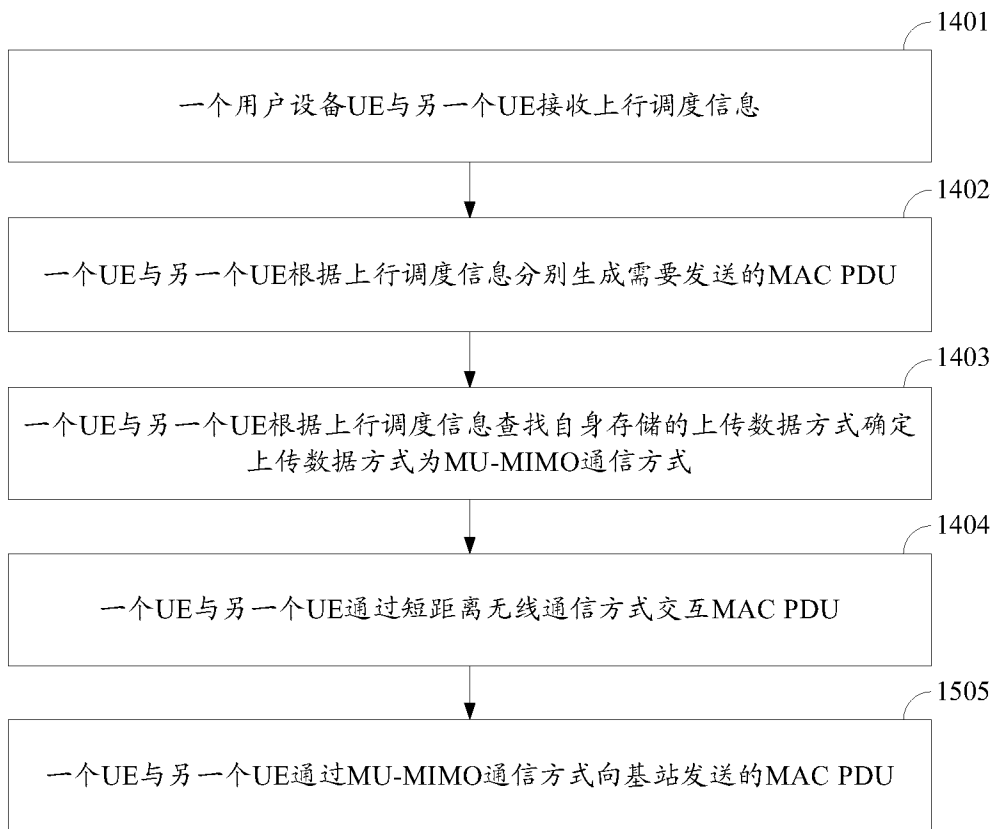 1401
一个用户设备UE与另一个UE接收上行调度信息
1402
一个UE与另一个UE根据上行调度信息分别生成需要发送的MAC PDU
1403
一个UE与另一个UE根据上行调度信息查找自身存储的上传数据方式确定
上传数据方式为MU-MIMO通信方式
1404
一个UE与另一个UE通过短距离无线通信方式交互MAC PDU
1505
一个UE与另一个UE通过MU-MIMO通信方式向基站发送的MAC PDU